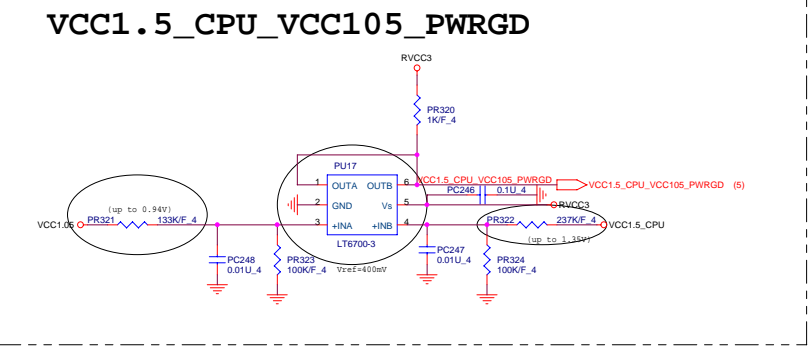 VCC1.5_CPU_VCC105_PWRGD
RVCC3
PR320
1K/F_4
PU17
1 OUTA OUTB 6
VCC1.5_CPU_VCC105_PWRGD
VCC1.5_CPU_VCC105_PWRGD (5)
PC246 0.1U_4
2 GND Vs 5
RVCC3
(up to 0.94V)
VCC1.05 PR321 133K/F_4
3 +INA +INB 4
PR322 237K/F_4 VCC1.5_CPU
(up to 1.35V)
LT6700-3
Vref=400mV
PC248
0.01U_4
PR323
100K/F_4
PC247
0.01U_4
PR324
100K/F_4